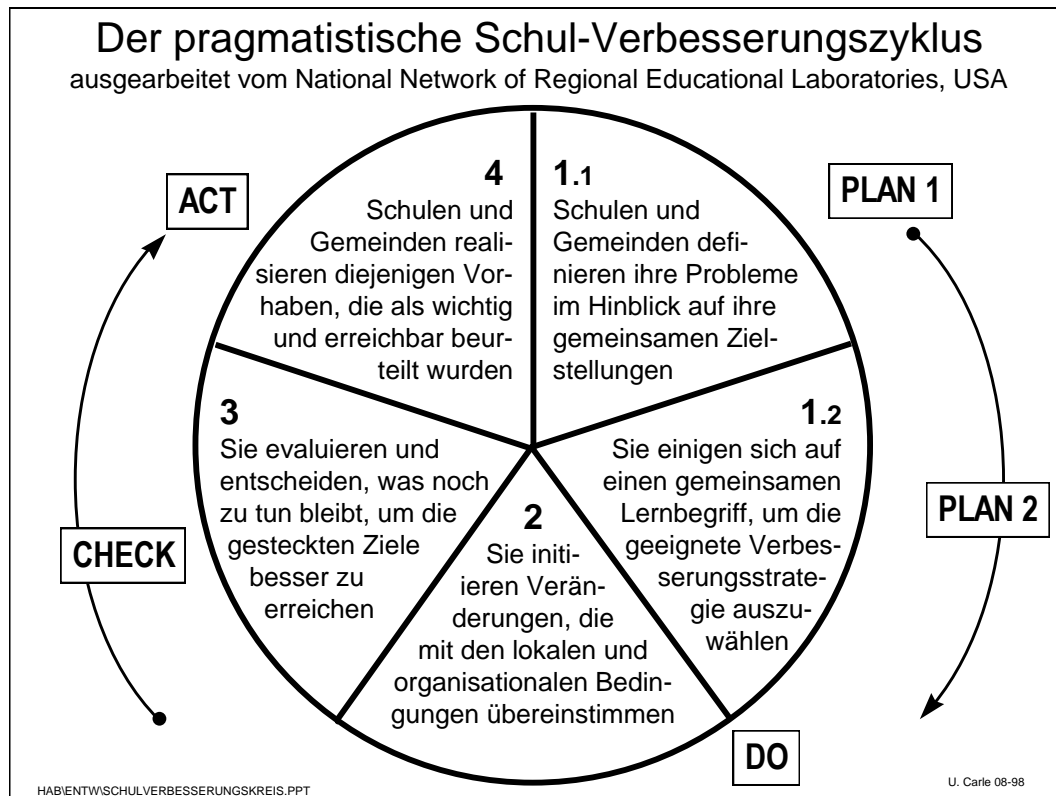 Der pragmatistische Schul-Verbesserungszyklus
ausgearbeitet vom National Network of Regional Educational Laboratories, USA
ACT
4
Schulen und
Gemeinden reali-
sieren diejenigen Vor-
haben, die als wichtig
und erreichbar beur-
teilt wurden
1.1
Schulen und
Gemeinden defi-
nieren ihre Probleme
im Hinblick auf ihre
gemeinsamen Ziel-
stellungen
PLAN 1
1.2
Sie einigen sich auf
einen gemeinsamen
Lernbegriff, um die
geeignete Verbes-
serungsstrate-
gie auszu-
wählen
PLAN 2
2
Sie initi-
ieren Verän-
derungen, die
mit den lokalen und
organisationalen Bedin-
gungen übereinstimmen
DO
3
Sie evaluieren und
entscheiden, was noch
zu tun bleibt, um die
gesteckten Ziele
besser zu
erreichen
CHECK
HAB\ENTW\SCHULVERBESSERUNGSKREIS.PPT
U. Carle 08-98